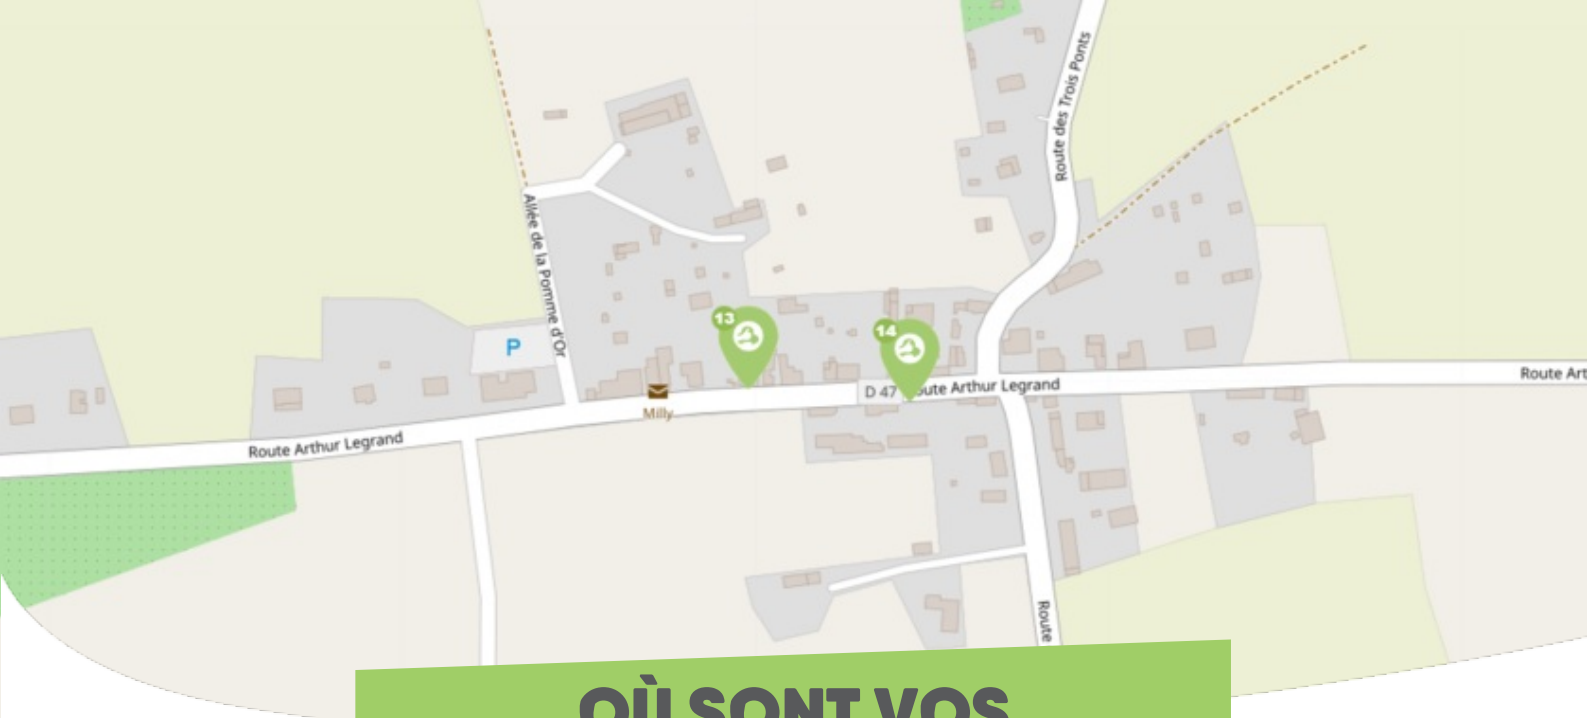 Route des Trois Ponts
Allée de la Pomme d'Or
13
14
P
D 47
oute Arthur Legrand
Route Art
Milly
Route Arthur Legrand
Route
OÙ SONT VOS